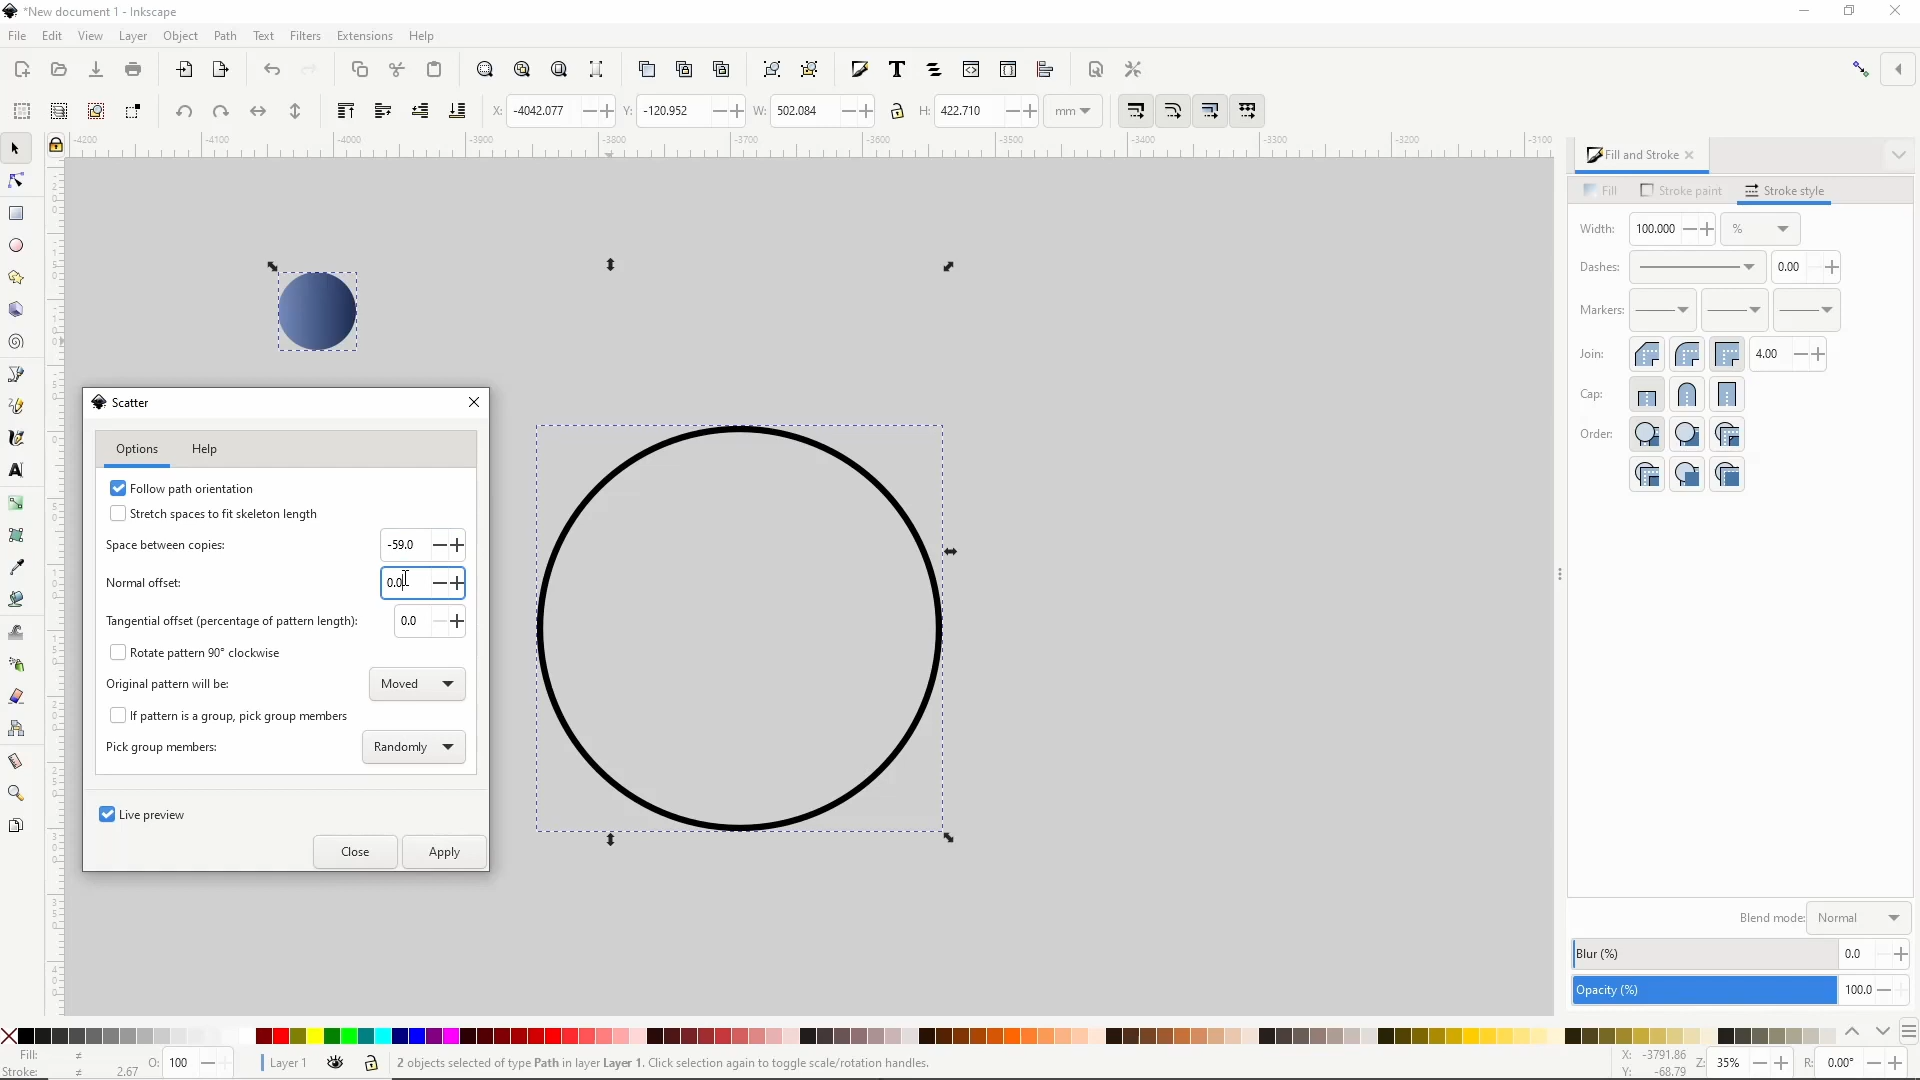 *New document 1 - Inkscape
File Edit View Layer Object Path Text Filters Extensions Help
X: -4042.077 Y: -120.952 W: 502.084 H: 422.710 mm
-4200 -4100 -4000 -3900 -3800 -3700 -3600 -3500 -3400 -3300 -3200 -3100
Fill and Stroke
Fill Stroke paint Stroke style
Width: 100.000 %
Dashes: 0.00
Markers:
Join: 4.00
Cap:
Order:
Scatter
Options Help
Follow path orientation
Stretch spaces to fit skeleton length
Space between copies: -59.0
Normal offset: 0.0
Tangential offset (percentage of pattern length): 0.0
Rotate pattern 90° clockwise
Original pattern will be: Moved
If pattern is a group, pick group members
Pick group members: Randomly
Live preview
Close Apply
Blend mode: Normal
Blur (%) 0.0
Opacity (%) 100.0
Fill: ≠
Stroke: ≠ 2.67
O: 100 Layer 1 2 objects selected of type Path in layer Layer 1. Click selection again to toggle scale/rotation handles.
X: -3791.86
Y: -68.79
Z: 35% R: 0.00°